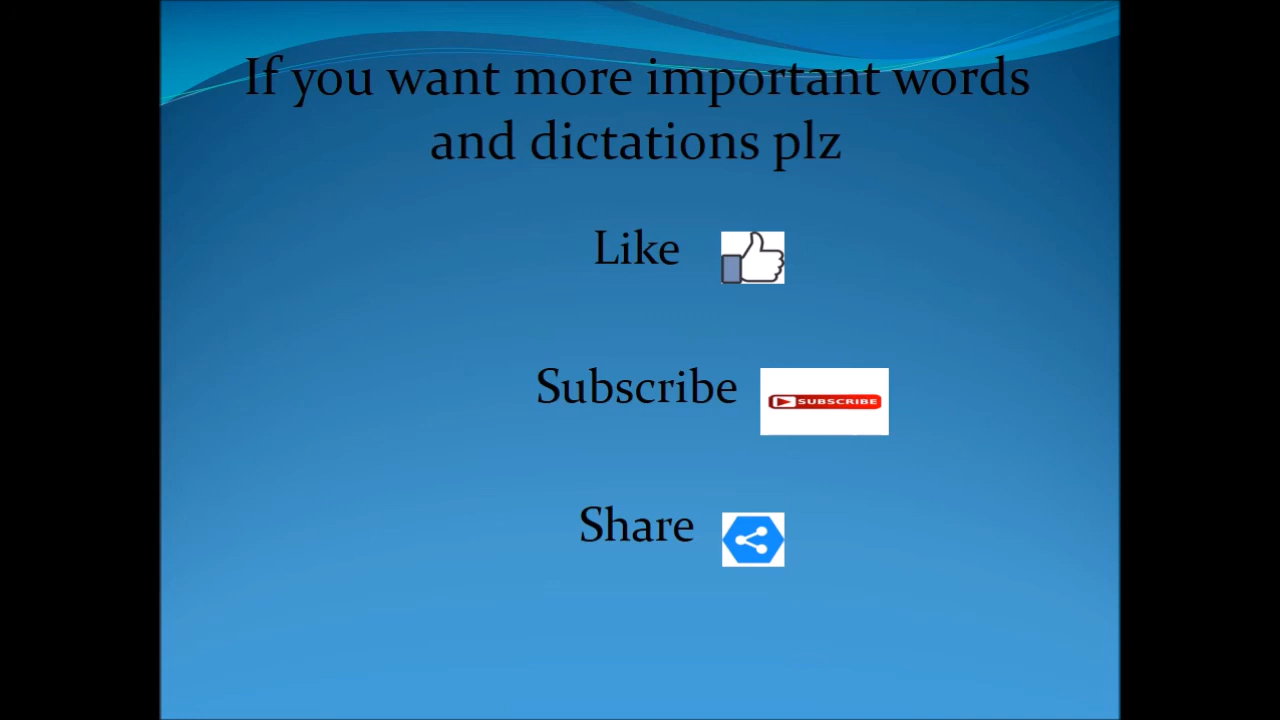 If you want more important words
and dictations plz
Like
Subscribe
SUBSCRIBE
Share